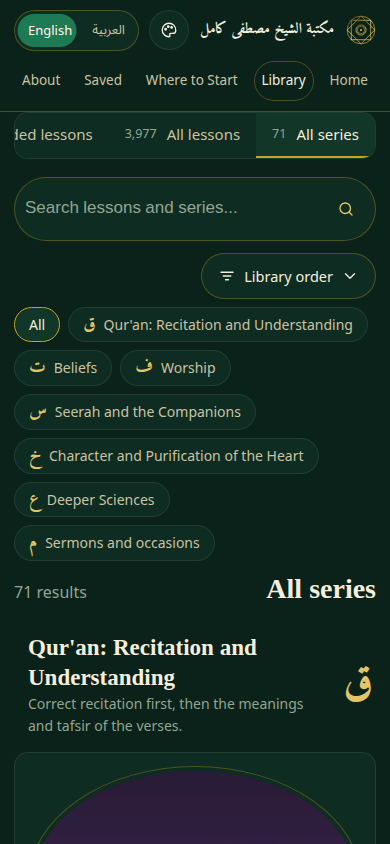 English العربية مكتبة الشيخ مصطفى كامل
About Saved Where to Start Library Home
ded lessons 3,977 All lessons 71 All series
Search lessons and series...
Library order
All ق Qur'an: Recitation and Understanding
ت Beliefs ف Worship
س Seerah and the Companions
خ Character and Purification of the Heart
ع Deeper Sciences
م Sermons and occasions
71 results All series
Qur'an: Recitation and
Understanding
ق
Correct recitation first, then the meanings
and tafsir of the verses.